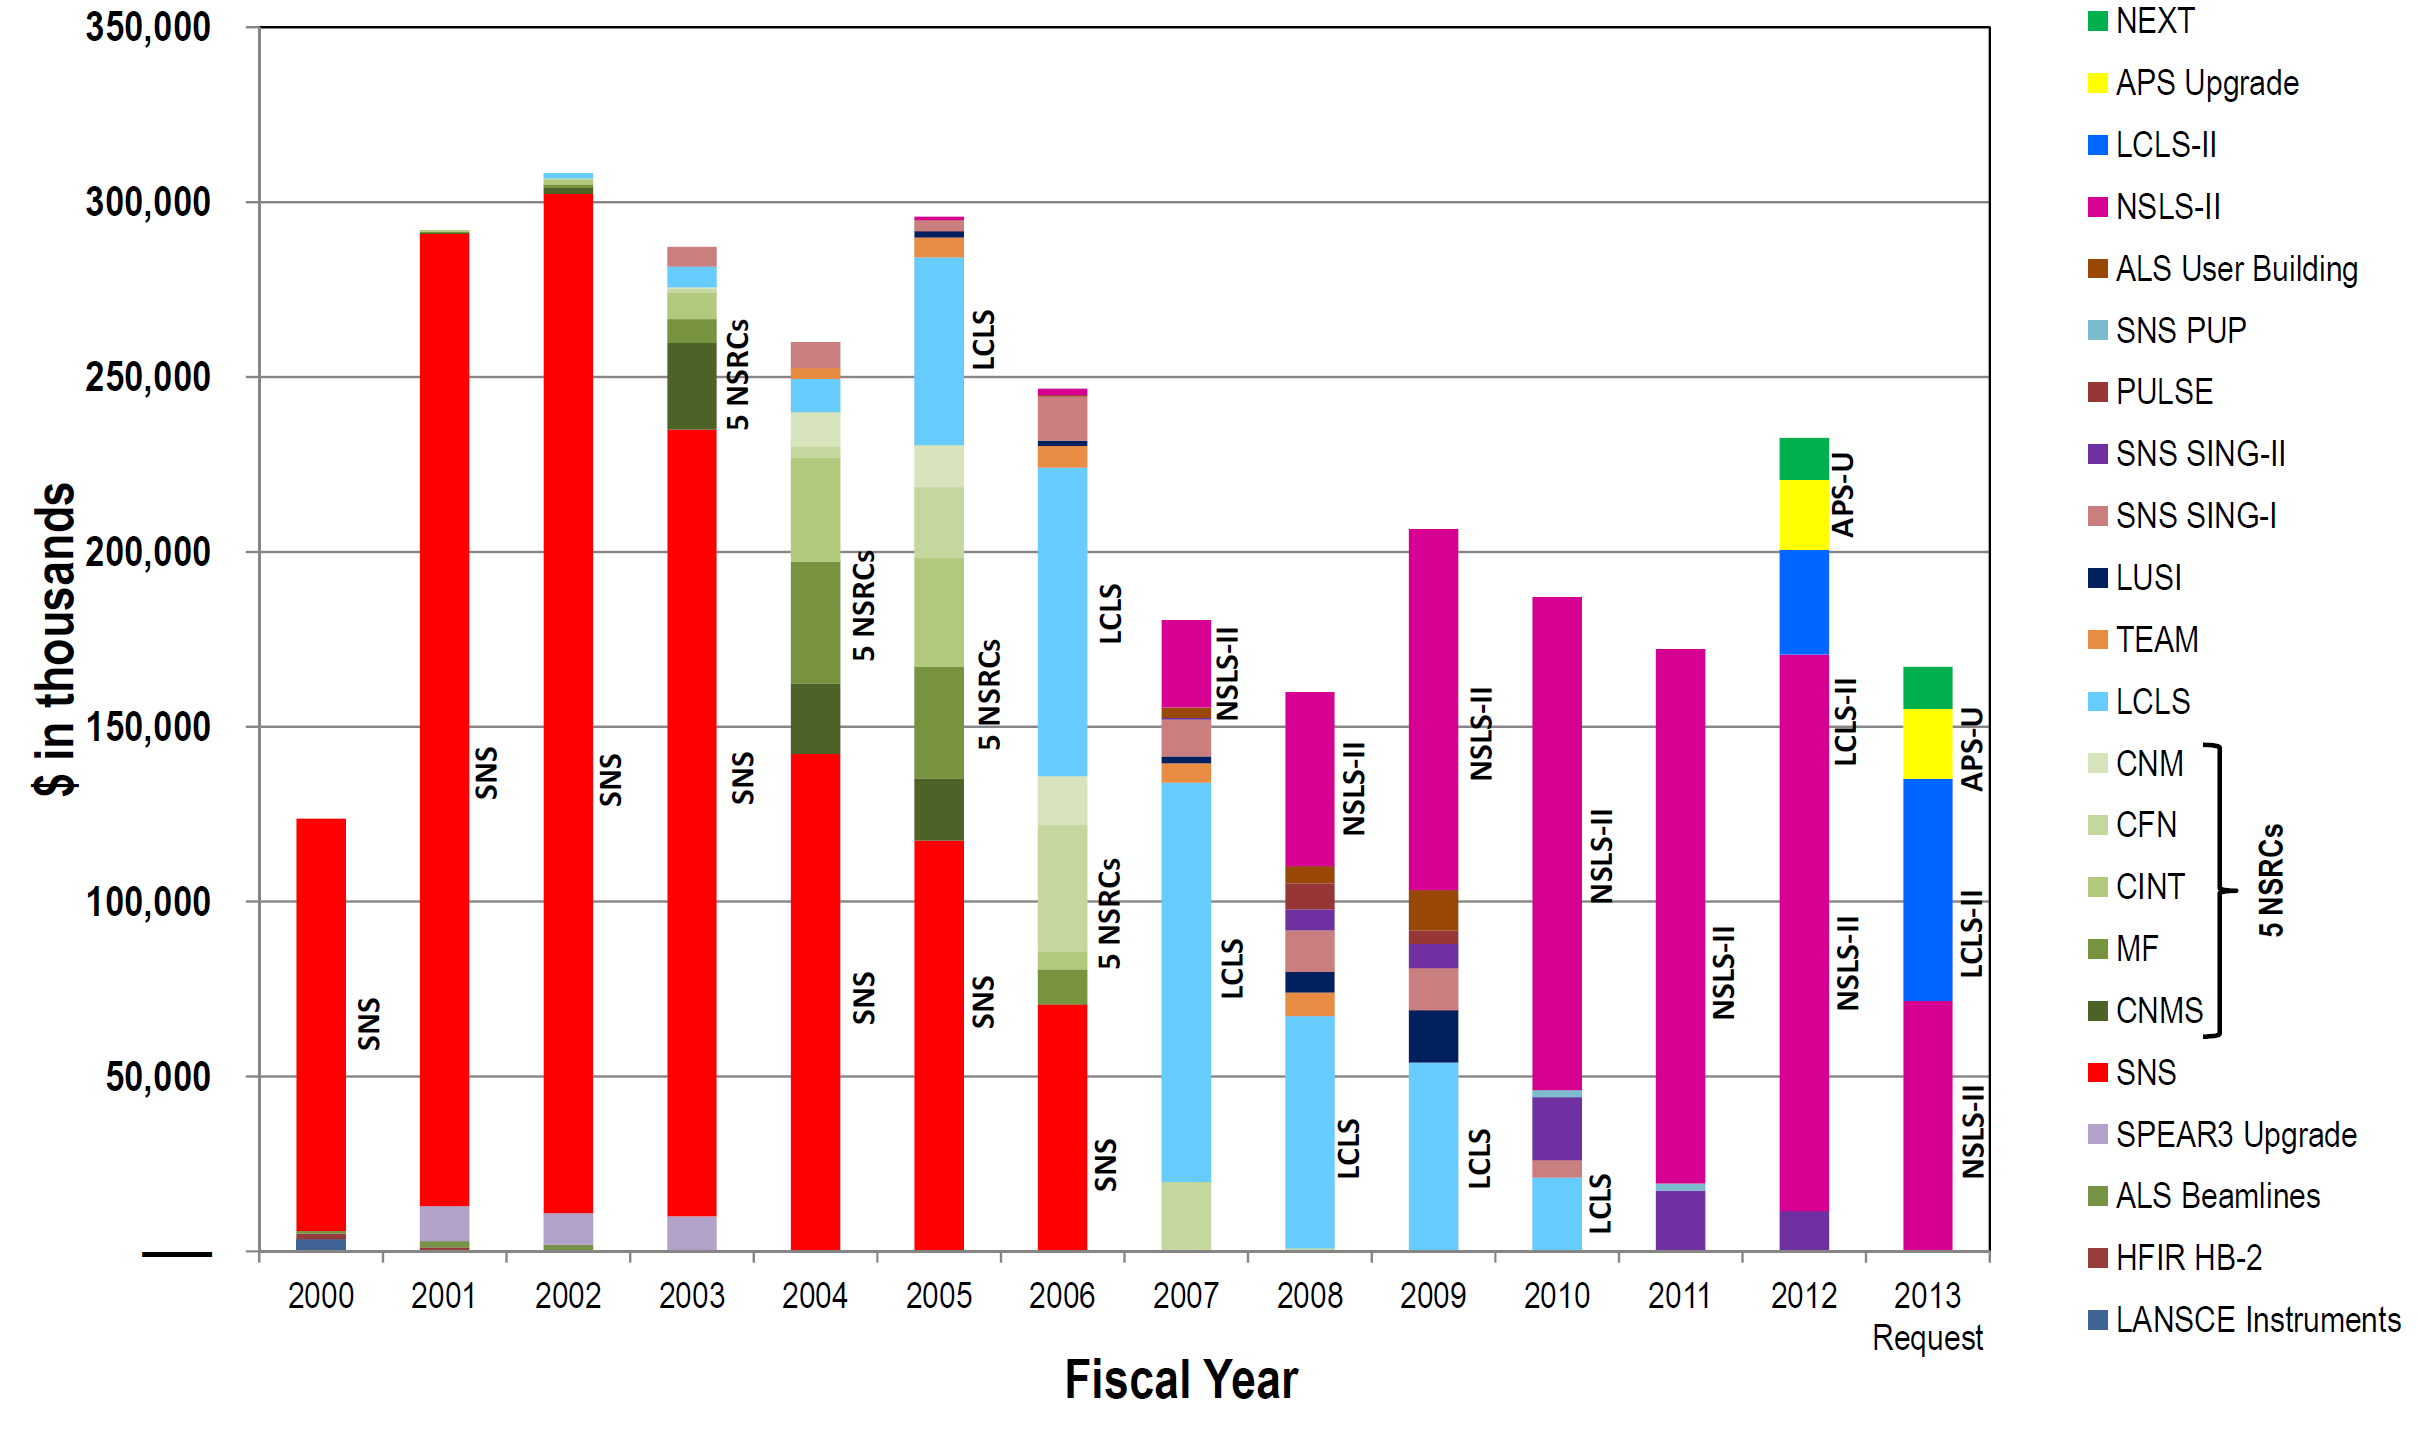 350,000
300,000
250,000
200,000
150,000
100,000
50,000
$ in thousands
SNS
SNS
SNS
5 NSRCs
SNS
5 NSRCs
SNS
LCLS
5 NSRCs
SNS
LCLS
5 NSRCs
SNS
NSLS-II
LCLS
NSLS-II
LCLS
NSLS-II
LCLS
NSLS-II
LCLS
NSLS-II
APS-U
LCLS-II
NSLS-II
APS-U
LCLS-II
NSLS-II
2000 2001 2002 2003 2004 2005 2006 2007 2008 2009 2010 2011 2012 2013
Request
Fiscal Year
NEXT
APS Upgrade
LCLS-II
NSLS-II
ALS User Building
SNS PUP
PULSE
SNS SING-II
SNS SING-I
LUSI
TEAM
LCLS
CNM
CFN
CINT
MF
CNMS
5 NSRCs
SNS
SPEAR3 Upgrade
ALS Beamlines
HFIR HB-2
LANSCE Instruments